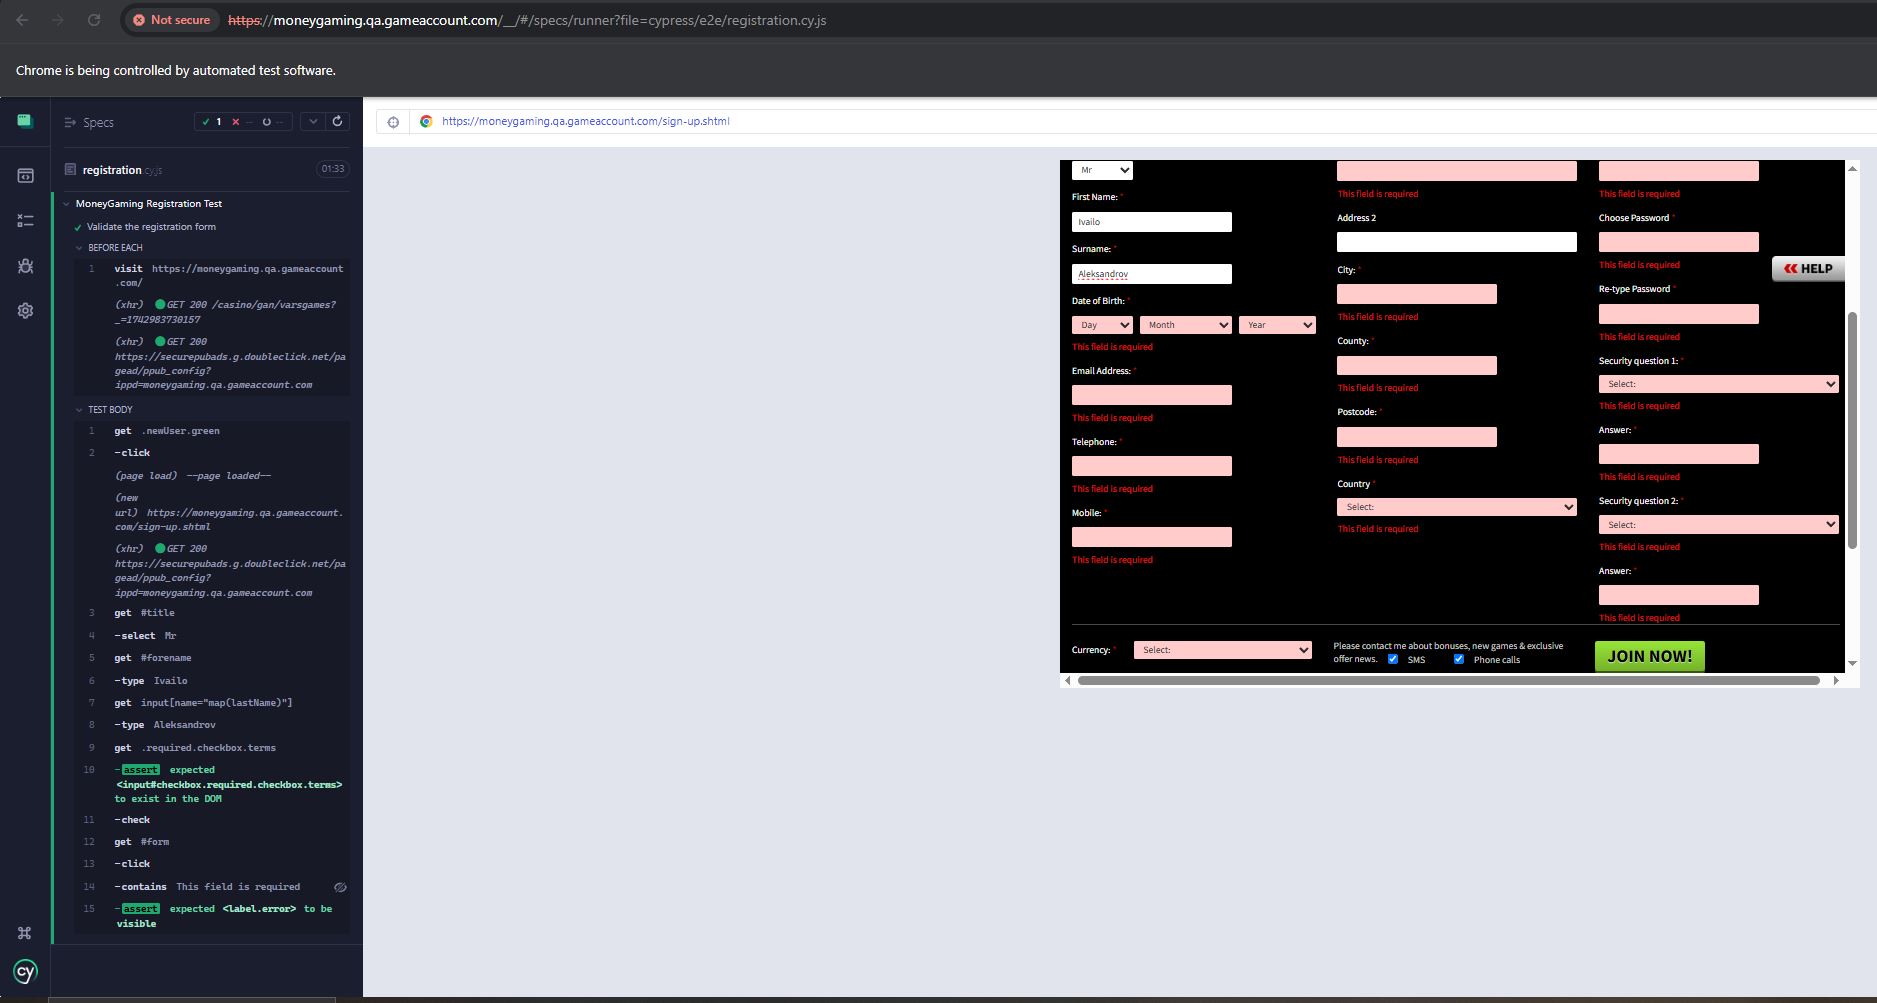 Not secure
https://moneygaming.qa.gameaccount.com/__/#/specs/runner?file=cypress/e2e/registration.cy.js
Chrome is being controlled by automated test software.
Specs
1
--
--
registration cy.js
01:33
MoneyGaming Registration Test
Validate the registration form
BEFORE EACH
1 visit https://moneygaming.qa.gameaccount
.com/
(xhr) GET 200 /casino/gan/varsgames?
_=1742983730157
(xhr) GET 200
https://securepubads.g.doubleclick.net/pa
gead/ppub_config?
ippd=moneygaming.qa.gameaccount.com
TEST BODY
1 get .newUser.green
2 -click
(page load) --page loaded--
(new
url) https://moneygaming.qa.gameaccount.
com/sign-up.shtml
(xhr) GET 200
https://securepubads.g.doubleclick.net/pa
gead/ppub_config?
ippd=moneygaming.qa.gameaccount.com
3 get #title
4 -select Mr
5 get #forename
6 -type Ivailo
7 get input[name="map(lastName)"]
8 -type Aleksandrov
9 get .required.checkbox.terms
10 -assert expected
<input#checkbox.required.checkbox.terms>
to exist in the DOM
11 -check
12 get #form
13 -click
14 -contains This field is required
15 -assert expected <label.error> to be
visible
cy
https://moneygaming.qa.gameaccount.com/sign-up.shtml
Mr
First Name: *
Ivailo
Surname: *
Aleksandrov
Date of Birth: *
Day Month Year
This field is required
Email Address: *
This field is required
Telephone: *
This field is required
Mobile: *
This field is required
This field is required
Address 2
City: *
This field is required
County: *
This field is required
Postcode: *
This field is required
Country *
Select:
This field is required
This field is required
Choose Password *
This field is required
Re-type Password *
This field is required
Security question 1: *
Select:
This field is required
Answer: *
This field is required
Security question 2: *
Select:
This field is required
Answer: *
This field is required
HELP
Currency: *
Select:
Please contact me about bonuses, new games & exclusive
offer news. SMS Phone calls
JOIN NOW!